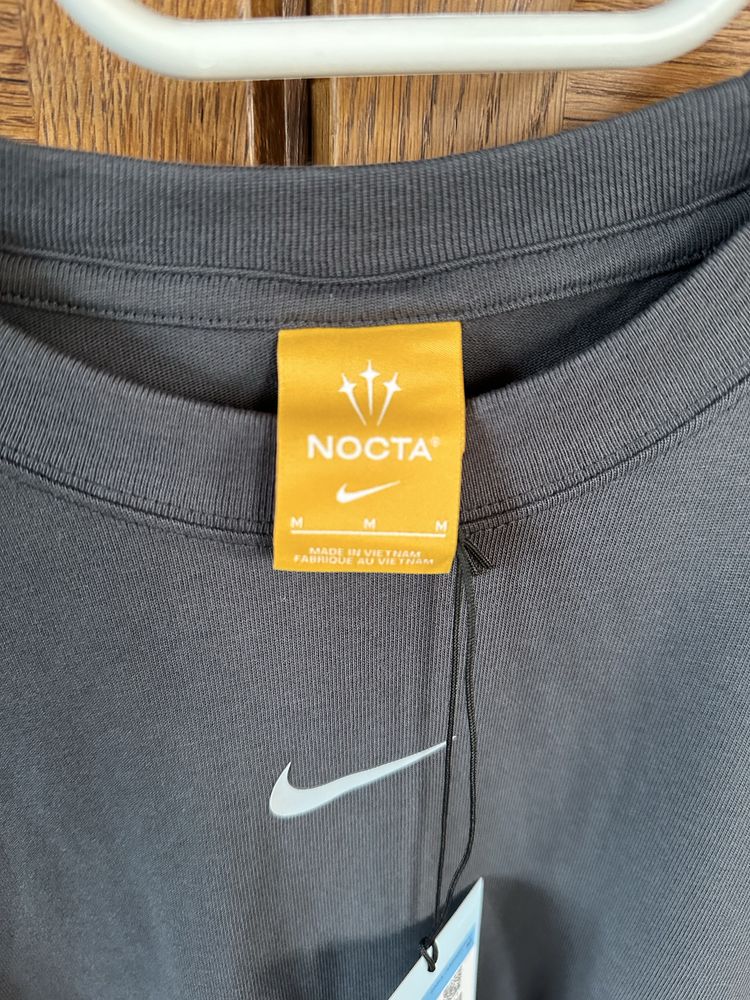 NOCTA®
M M M
MADE IN VIETNAM
FABRIQUE AU VIETNAM